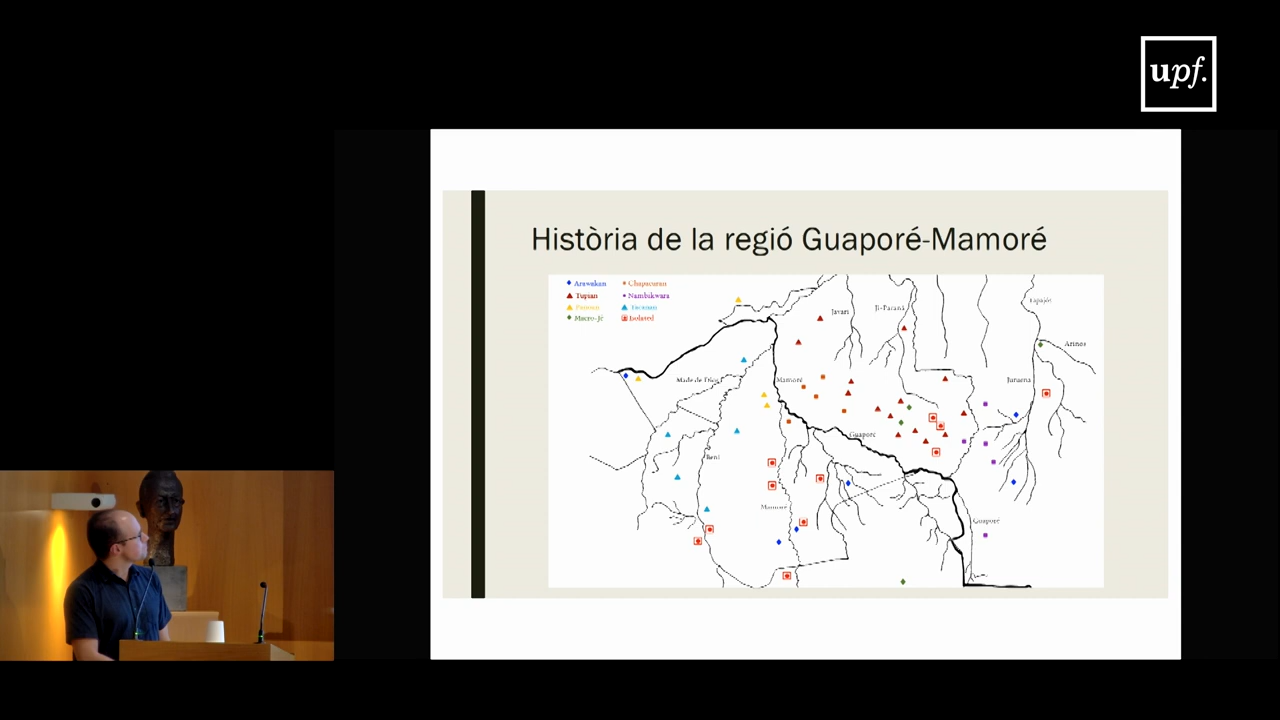 upf.
Història de la regió Guaporé-Mamoré
Arawakan
Chapacuran
Tupian
Nambikwara
Panoan
Tacanan
Macro-Jê
Isolated
Javari
Ji-Paraná
Tapajós
Arinos
Madre de Dios
Mamoré
Juruena
Guaporé
Beni
Mamoré
Guaporé